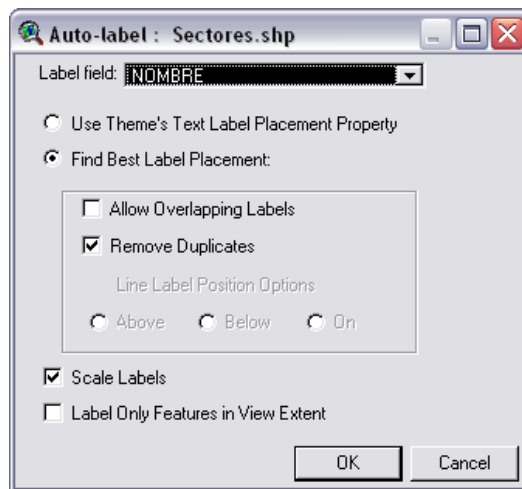 Auto-label : Sectores.shp
Label field: NOMBRE
Use Theme's Text Label Placement Property
Find Best Label Placement:
Allow Overlapping Labels
Remove Duplicates
Line Label Position Options
Above Below On
Scale Labels
Label Only Features in View Extent
OK Cancel